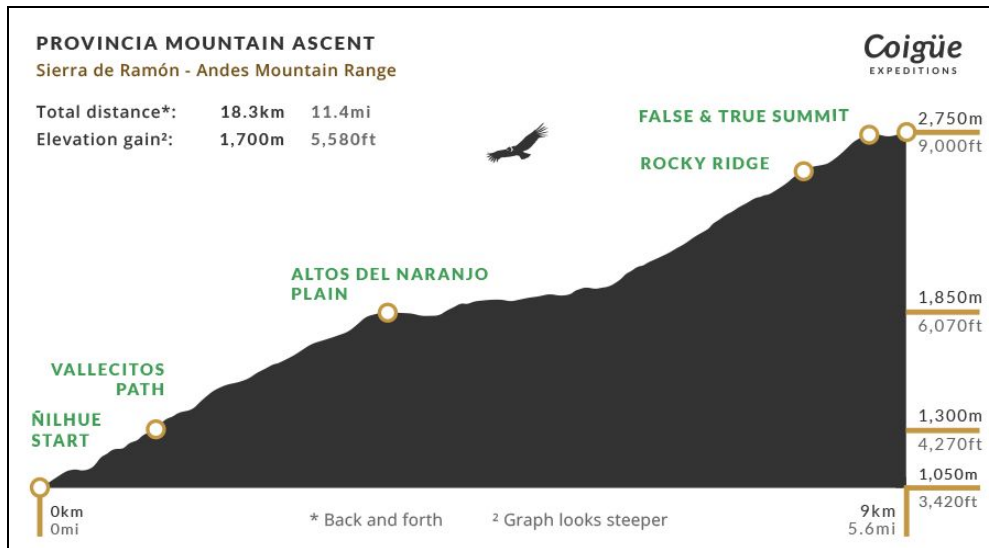 PROVINCIA MOUNTAIN ASCENT
Sierra de Ramón - Andes Mountain Range
Coigüe
EXPEDITIONS
Total distance*: 18.3km 11.4mi
Elevation gain²: 1,700m 5,580ft
FALSE & TRUE SUMMIT
2,750m
9,000ft
ROCKY RIDGE
ALTOS DEL NARANJO
PLAIN
1,850m
6,070ft
VALLECITOS
PATH
ÑILHUE
START
1,300m
4,270ft
1,050m
3,420ft
0km
0mi
* Back and forth ² Graph looks steeper
9km
5.6mi